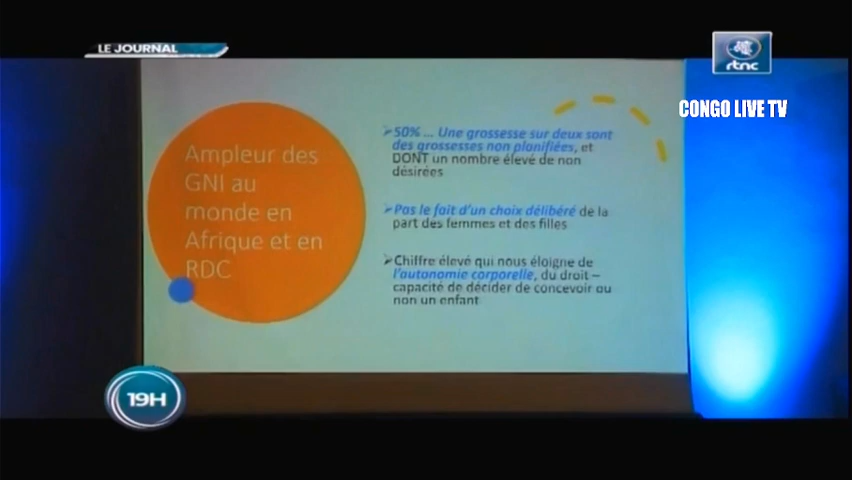 LE JOURNAL
rtnc
CONGO LIVE TV
Ampleur des
GNI au
monde en
Afrique et en
RDC
➢50% ... Une grossesse sur deux sont
des grossesses non planifiées, et
DONT un nombre élevé de non
désirées
➢Pas le fait d'un choix délibéré de la
part des femmes et des filles
➢Chiffre élevé qui nous éloigne de
l'autonomie corporelle, du droit –
capacité de décider de concevoir ou
non un enfant
19H